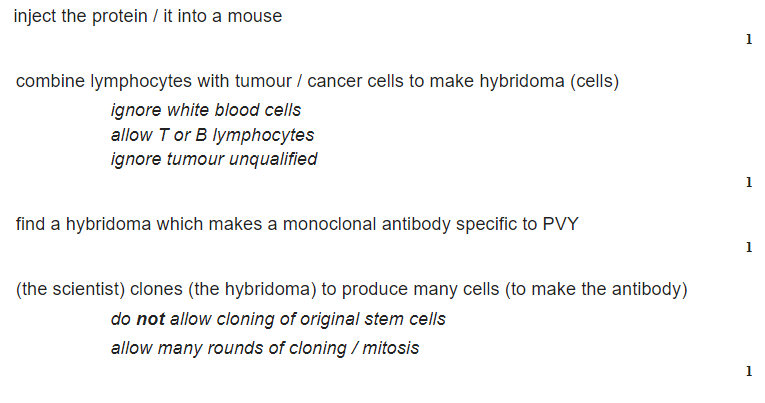 inject the protein / it into a mouse
1
combine lymphocytes with tumour / cancer cells to make hybridoma (cells)
ignore white blood cells
allow T or B lymphocytes
ignore tumour unqualified
1
find a hybridoma which makes a monoclonal antibody specific to PVY
1
(the scientist) clones (the hybridoma) to produce many cells (to make the antibody)
do not allow cloning of original stem cells
allow many rounds of cloning / mitosis
1